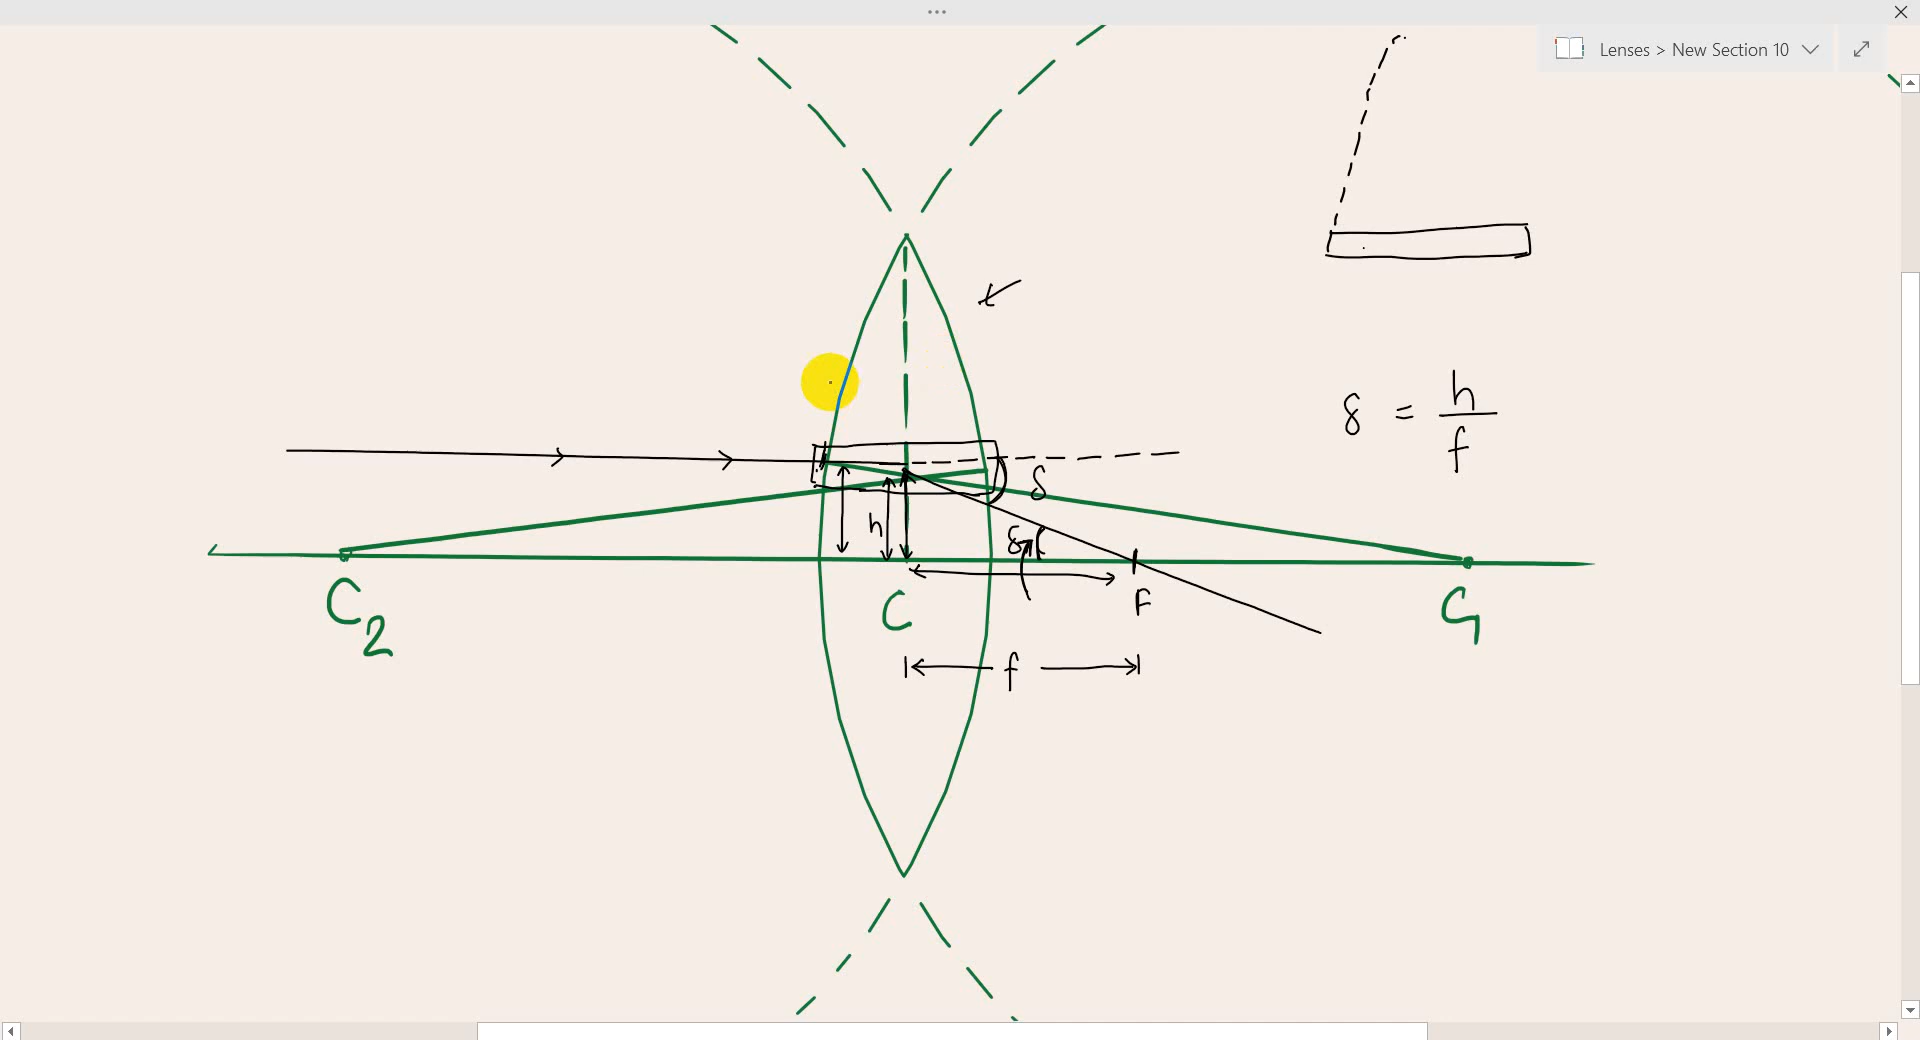 Lenses > New Section 10
δ = h/f
δ
h
δ
C₂
C
F
C₁
f